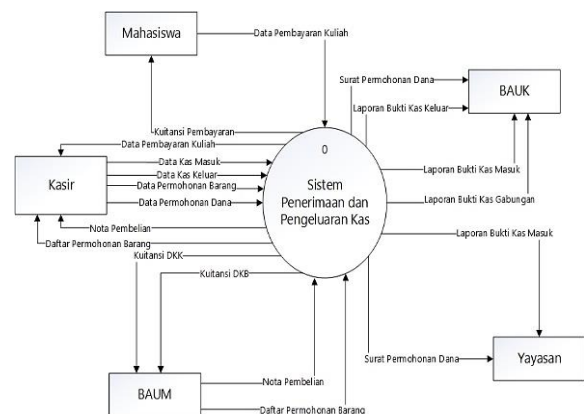 Mahasiswa
Data Pembayaran Kuliah
Surat Permohonan Dana
BAUK
Laporan Bukti Kas Keluar
Kuitansi Pembayaran
Data Pembayaran Kuliah
0
Kasir
Data Kas Masuk
Data Kas Keluar
Data Permohonan Barang
Data Permohonan Dana
Sistem
Penerimaan dan
Pengeluaran Kas
Laporan Bukti Kas Masuk
Laporan Bukti Kas Gabungan
Nota Pembelian
Daftar Permohonan Barang
Laporan Bukti Kas Masuk
Kuitansi DKK
Kuitansi DKB
Surat Permohonan Dana
Yayasan
BAUM
Nota Pembelian
Daftar Permohonan Barang